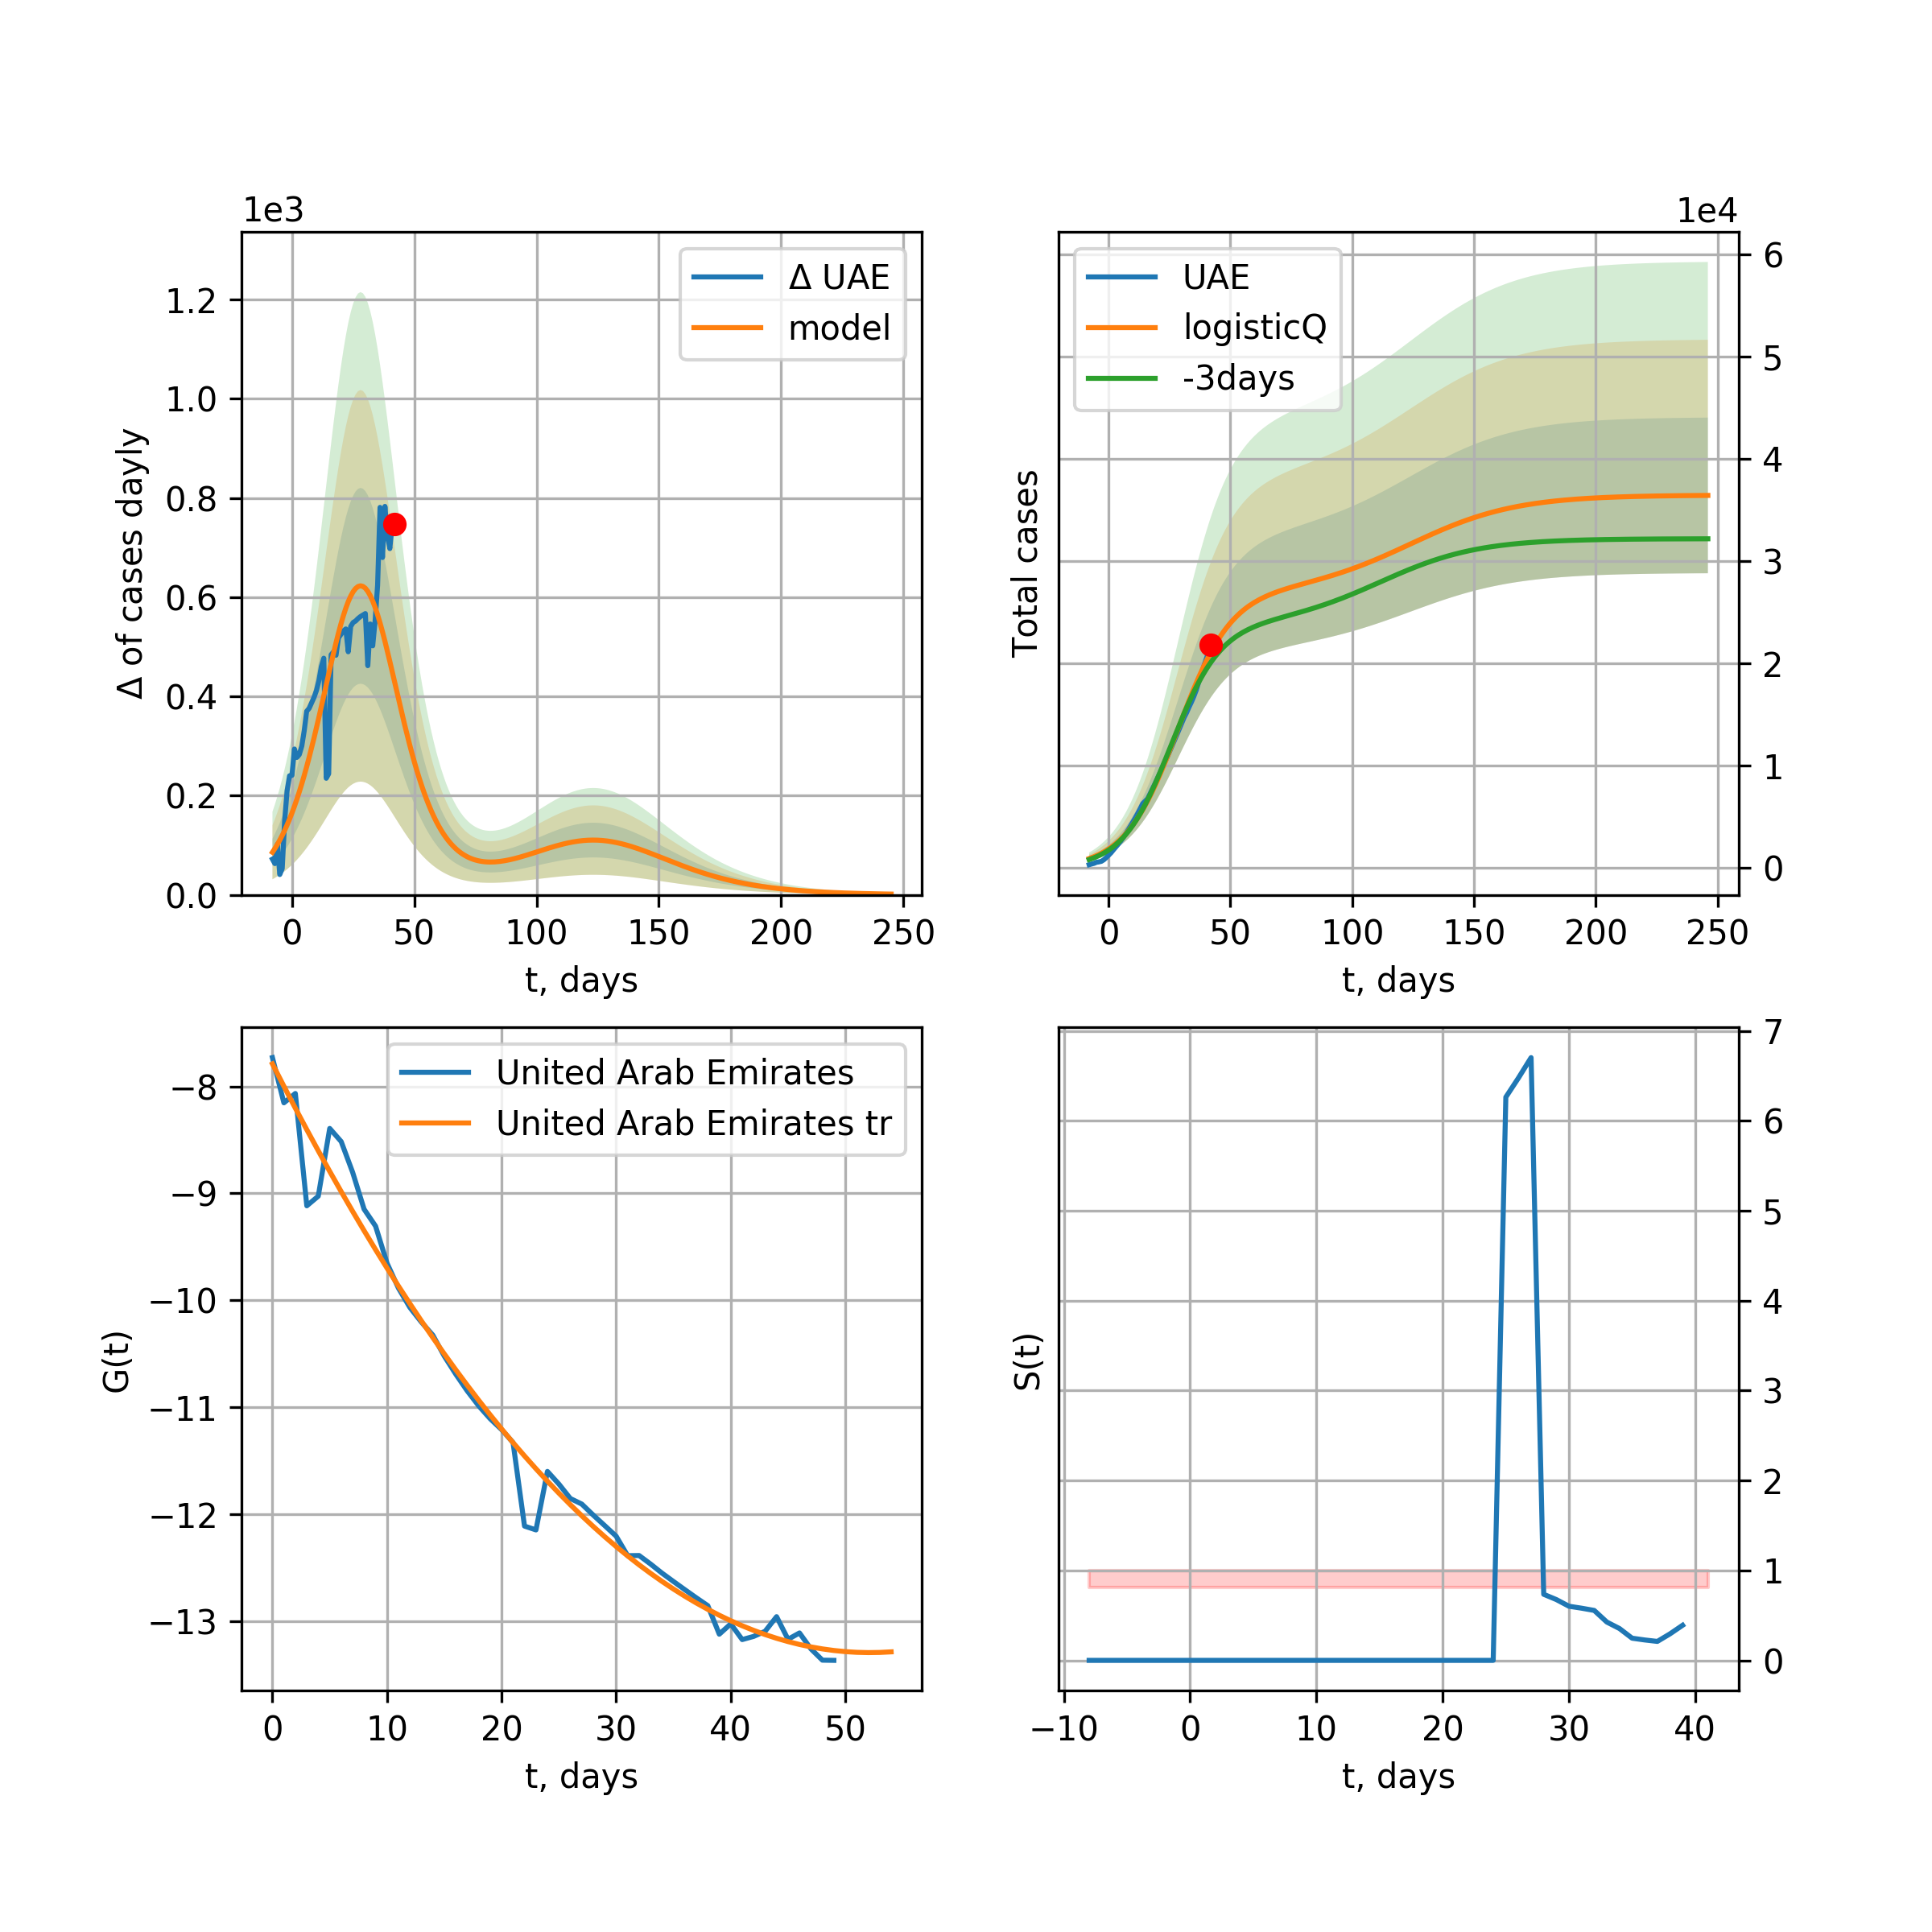 1e3
Δ UAE
model
1.2
1.0
0.8
0.6
0.4
0.2
0.0
Δ of cases dayly
0 50 100 150 200 250
t, days
1e4
UAE
logisticQ
-3days
6
5
4
3
2
1
0
Total cases
0 50 100 150 200 250
t, days
United Arab Emirates
United Arab Emirates tr
−8
−9
−10
−11
−12
−13
G(t)
0 10 20 30 40 50
t, days
7
6
5
4
3
2
1
0
S(t)
−10 0 10 20 30 40
t, days